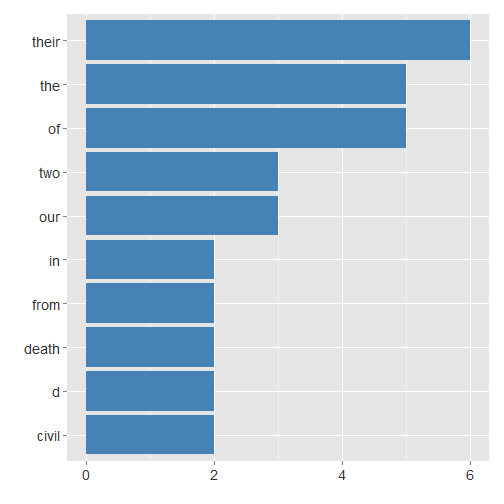 their
the
of
two
our
in
from
death
d
civil
0 2 4 6